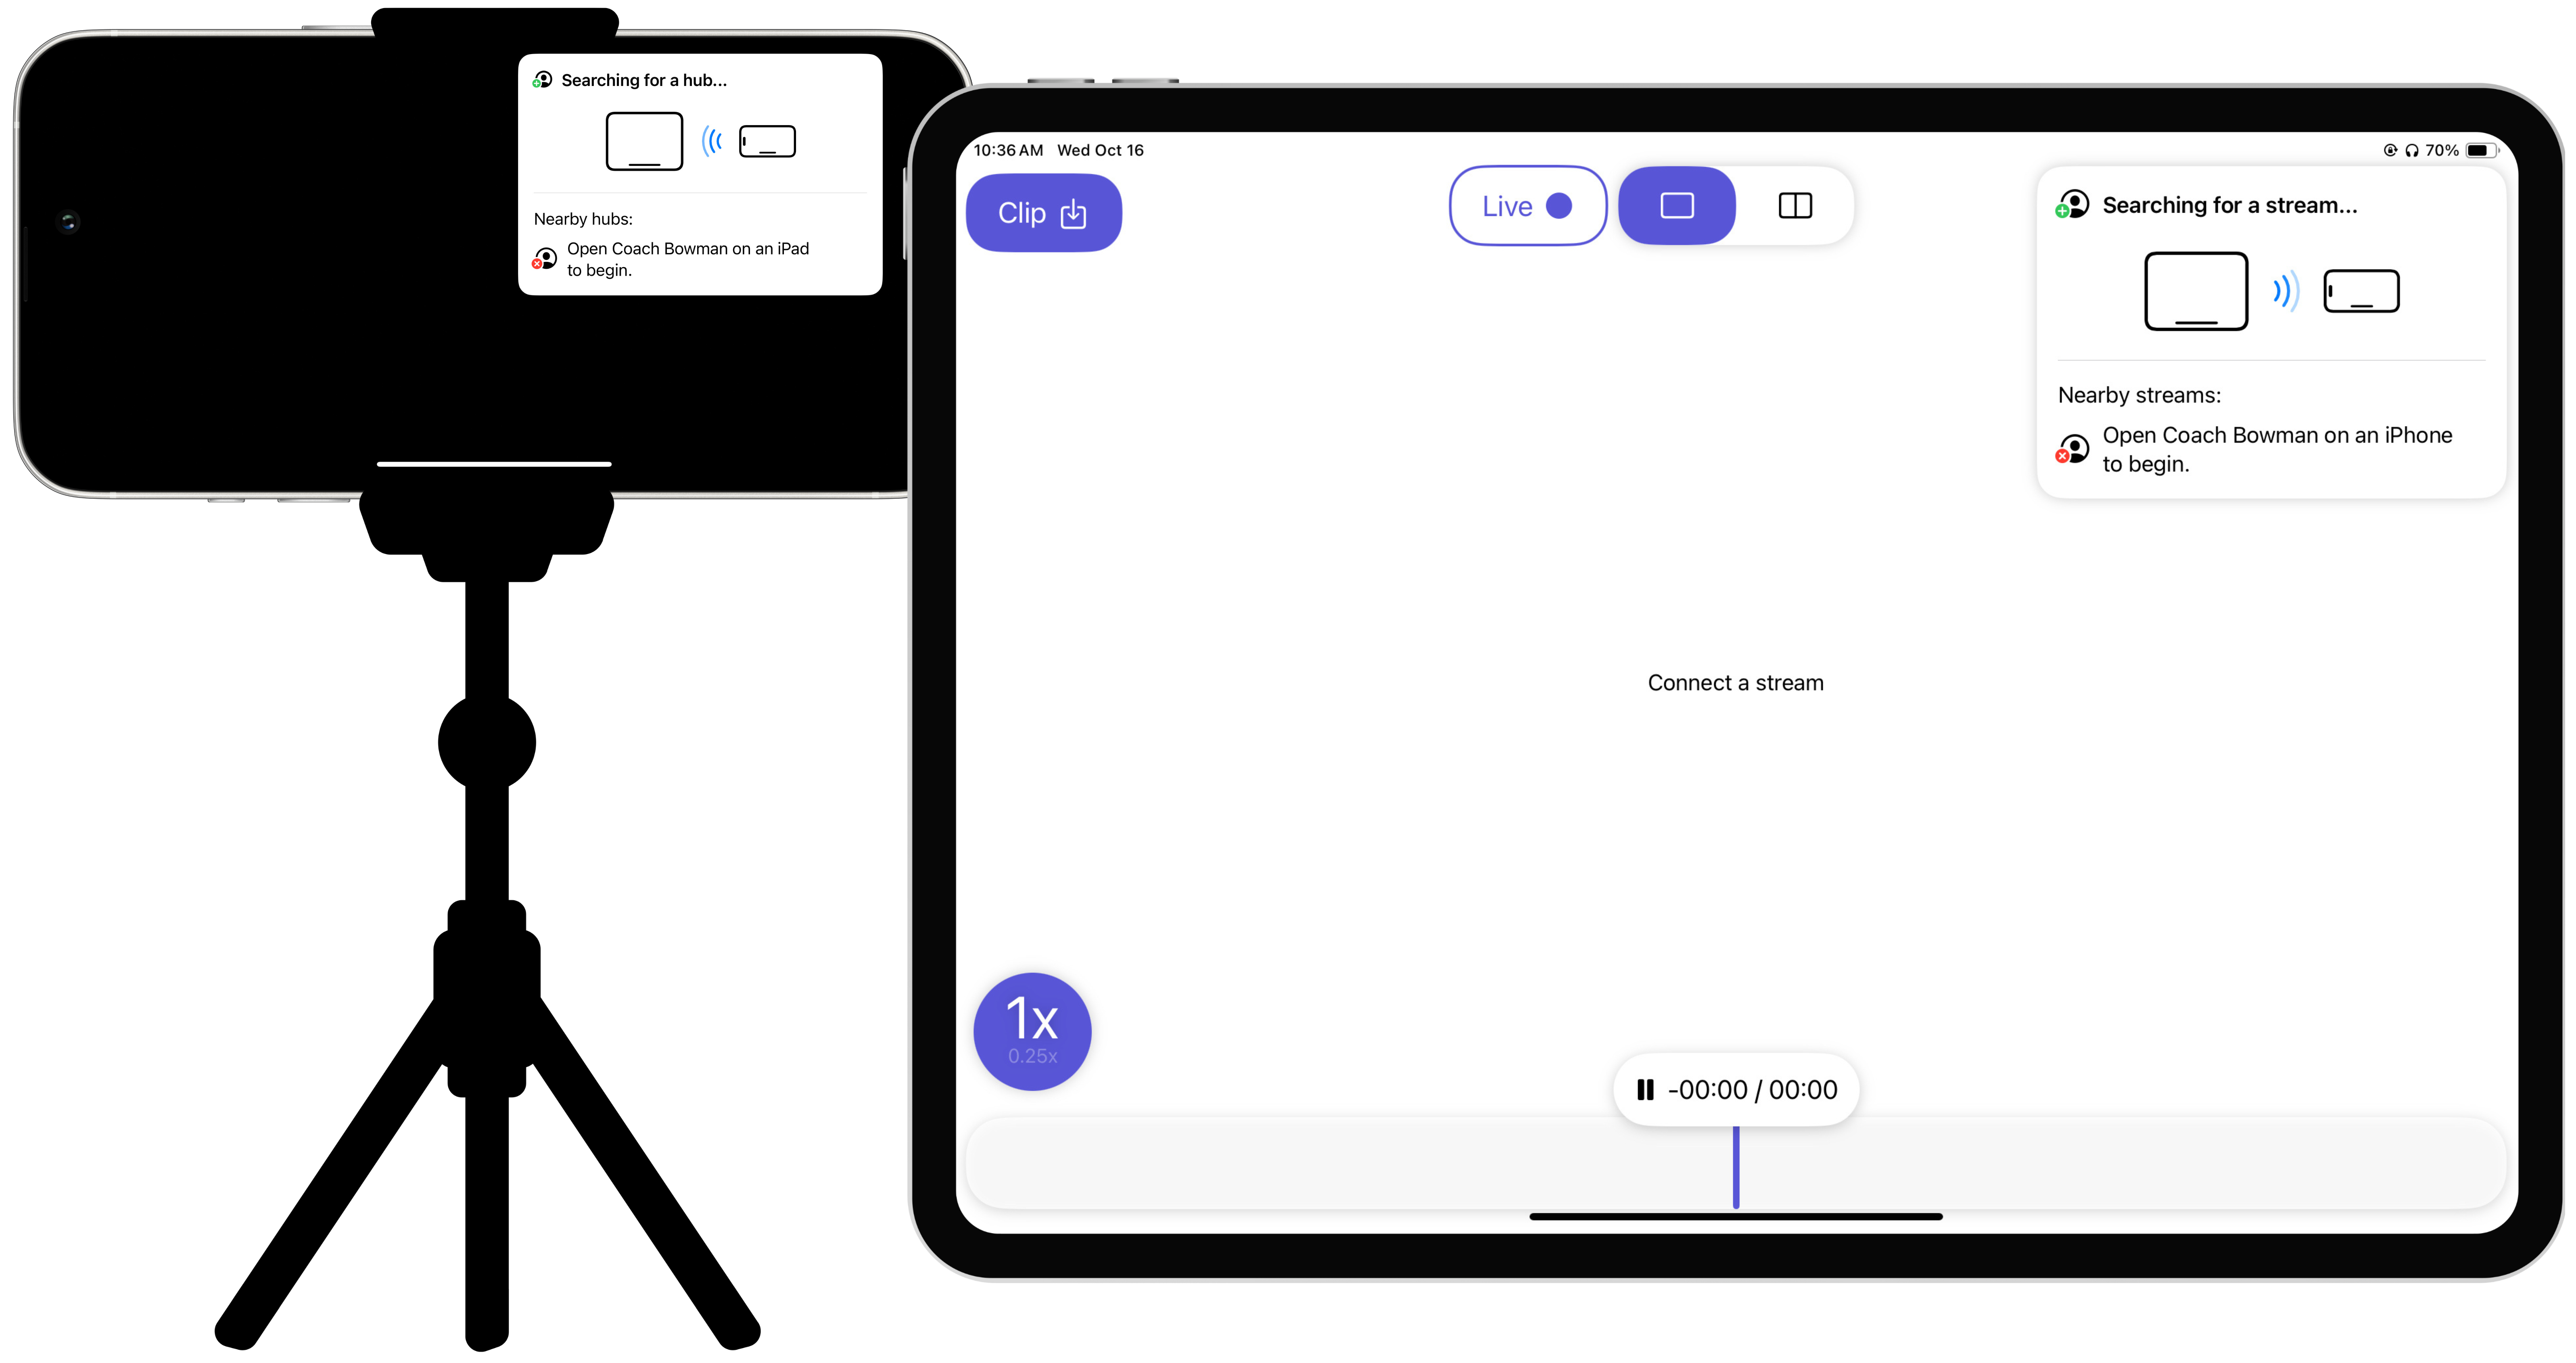 Searching for a hub...
Nearby hubs:
Open Coach Bowman on an iPad
to begin.
10:36 AM Wed Oct 16
70%
Clip
Live
Searching for a stream...
Nearby streams:
Open Coach Bowman on an iPhone
to begin.
Connect a stream
1x
0.25x
-00:00 / 00:00